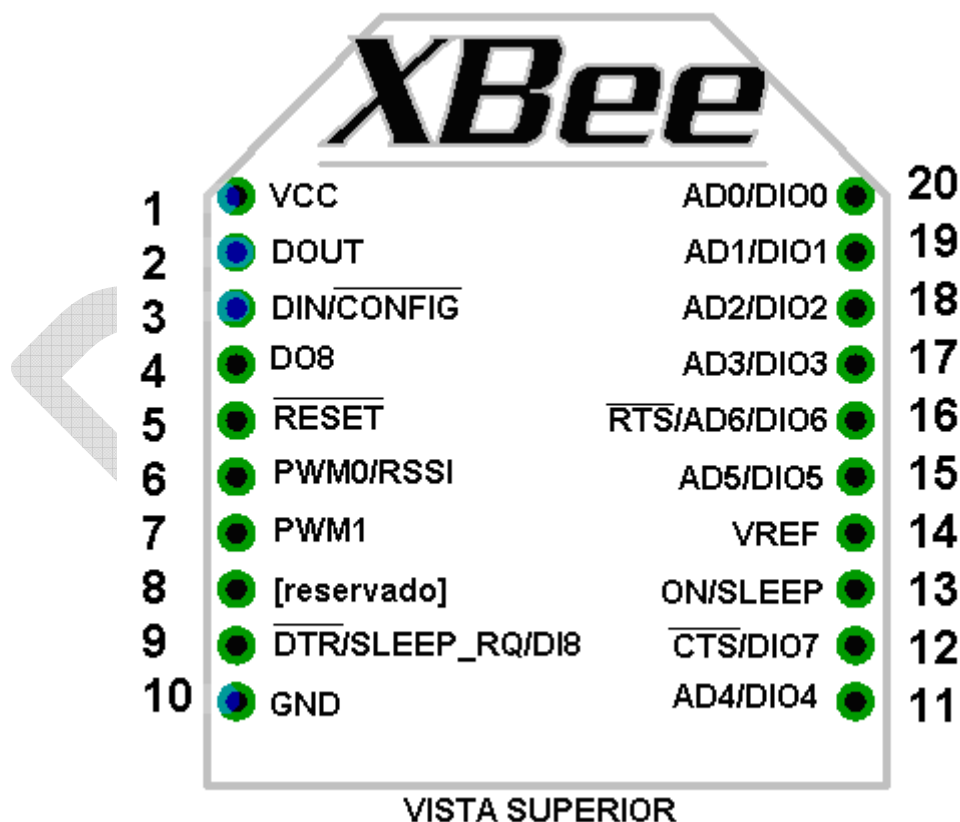 XBee
1 VCC AD0/DIO0 20
2 DOUT AD1/DIO1 19
3 DIN/CONFIG AD2/DIO2 18
4 DO8 AD3/DIO3 17
5 RESET RTS/AD6/DIO6 16
6 PWM0/RSSI AD5/DIO5 15
7 PWM1 VREF 14
8 [reservado] ON/SLEEP 13
9 DTR/SLEEP_RQ/DI8 CTS/DIO7 12
10 GND AD4/DIO4 11
VISTA SUPERIOR